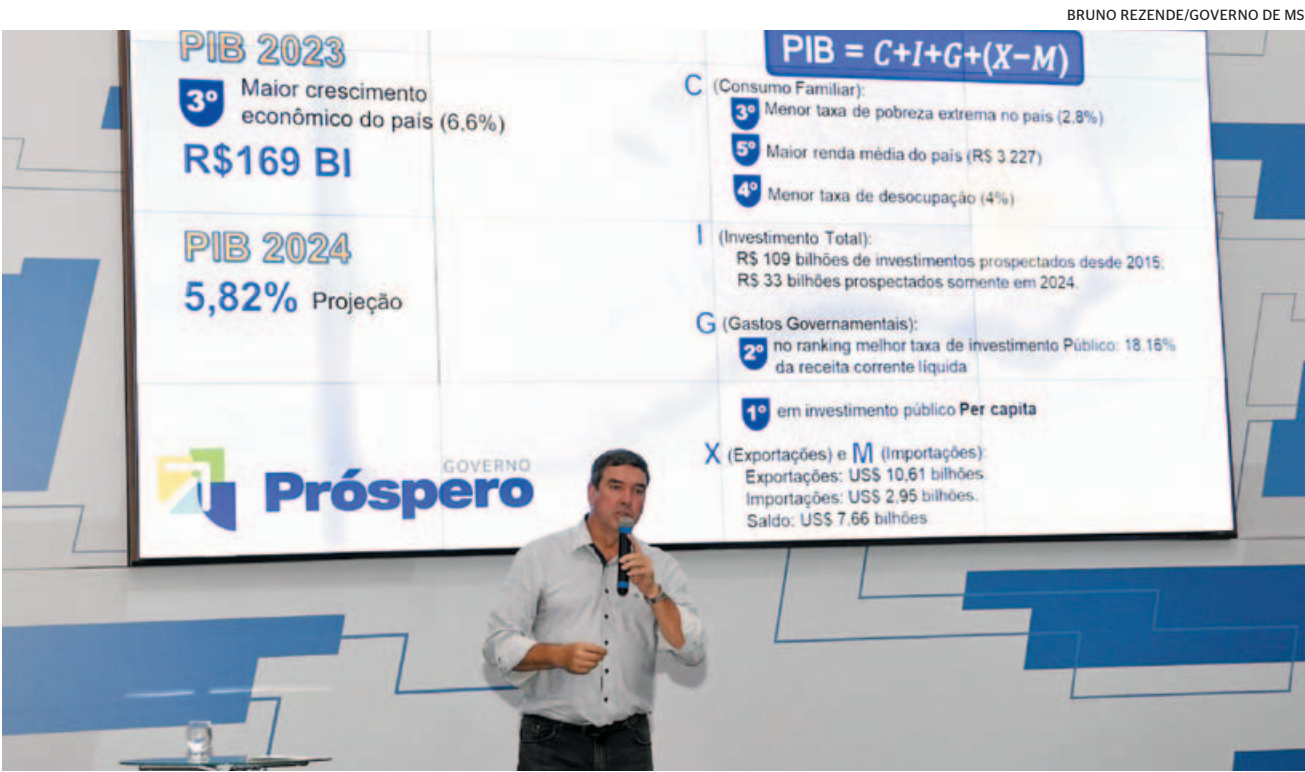 BRUNO REZENDE/GOVERNO DE MS
PIB 2023
3º Maior crescimento
econômico do país (6,6%)
R$169 BI
PIB 2024
5,82% Projeção
GOVERNO
Próspero
PIB = C+I+G+(X-M)
C (Consumo Familiar):
3º Menor taxa de pobreza extrema no país (2.8%)
5º Maior renda média do país (R$ 3.227)
4º Menor taxa de desocupação (4%)
I (Investimento Total):
R$ 109 bilhões de investimentos prospectados desde 2015;
R$ 33 bilhões prospectados somente em 2024.
G (Gastos Governamentais):
2º no ranking melhor taxa de investimento Público: 18.16%
da receita corrente líquida
1º em investimento público Per capita
X (Exportações) e M (Importações):
Exportações: US$ 10,61 bilhões.
Importações: US$ 2,95 bilhões.
Saldo: US$ 7,66 bilhões